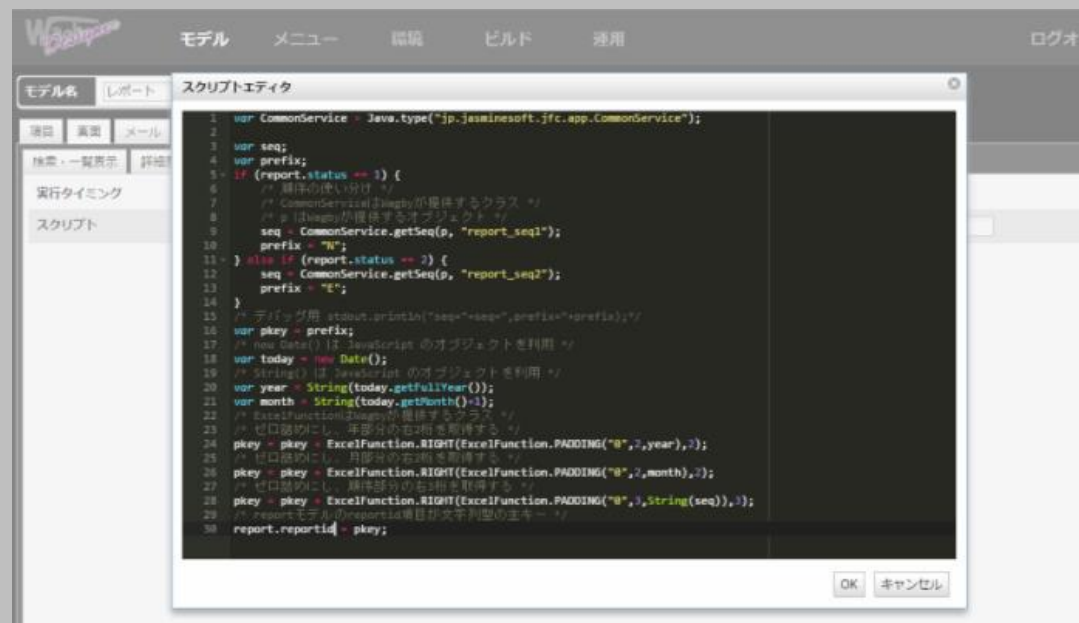 Wagby Designer
モデル メニュー 環境 ビルド 運用 ログオ
モデル名 レポート
スクリプトエディタ
項目 画面 メール
検索・一覧表示 詳細
実行タイミング
スクリプト
1 var CommonService = Java.type("jp.jasminesoft.jfc.app.CommonService");
2
3 var seq;
4 var prefix;
5 if (report.status == 1) {
6 /* 順序の使い分け */
7 /* CommonServiceはWagbyが提供するクラス */
8 /* p はWagbyが提供するオブジェクト */
9 seq = CommonService.getSeq(p, "report_seq1");
10 prefix = "N";
11 } else if (report.status == 2) {
12 seq = CommonService.getSeq(p, "report_seq2");
13 prefix = "E";
14 }
15 /* デバッグ用 stdout.println("seq="+seq+",prefix="+prefix);*/
16 var pkey = prefix;
17 /* new Date() は JavaScript のオブジェクトを利用 */
18 var today = new Date();
19 /* String() は JavaScript のオブジェクトを利用 */
20 var year = String(today.getFullYear());
21 var month = String(today.getMonth()+1);
22 /* ExcelFunctionはWagbyが提供するクラス */
23 /* ゼロ詰めにし、年部分の右2桁を取得する */
24 pkey = pkey + ExcelFunction.RIGHT(ExcelFunction.PADDING("0",2,year),2);
25 /* ゼロ詰めにし、月部分の右2桁を取得する */
26 pkey = pkey + ExcelFunction.RIGHT(ExcelFunction.PADDING("0",2,month),2);
27 /* ゼロ詰めにし、順序部分の右3桁を取得する */
28 pkey = pkey + ExcelFunction.RIGHT(ExcelFunction.PADDING("0",3,String(seq)),3);
29 /* reportモデルのreportid項目が文字列型の主キー */
30 report.reportid = pkey;
OK キャンセル